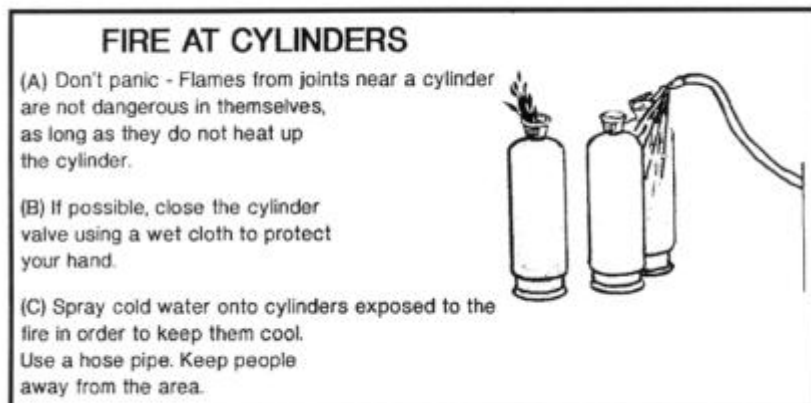 FIRE AT CYLINDERS
(A) Don't panic - Flames from joints near a cylinder
are not dangerous in themselves,
as long as they do not heat up
the cylinder.
(B) If possible, close the cylinder
valve using a wet cloth to protect
your hand.
(C) Spray cold water onto cylinders exposed to the
fire in order to keep them cool.
Use a hose pipe. Keep people
away from the area.